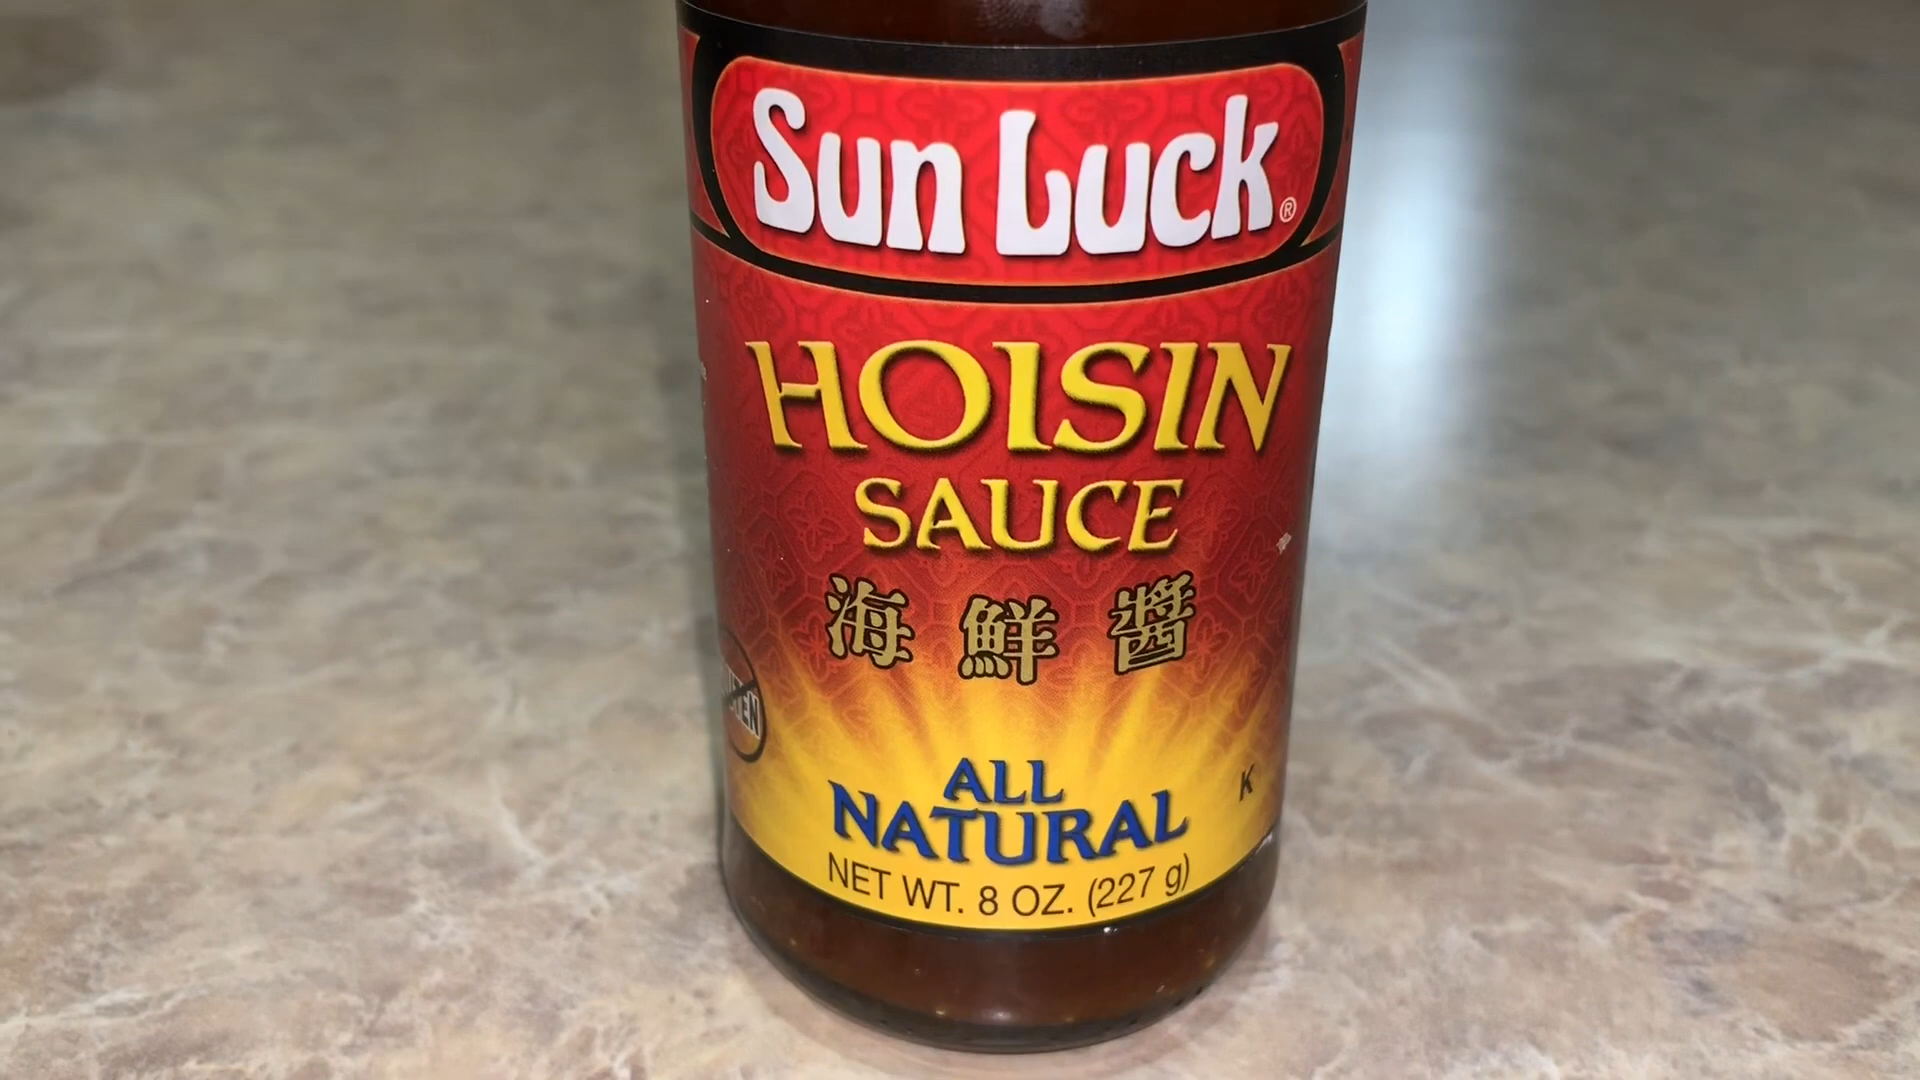 Sun Luck®
HOISIN
SAUCE
海鮮醬
ALL
NATURAL
K
NET WT. 8 OZ. (227 g)